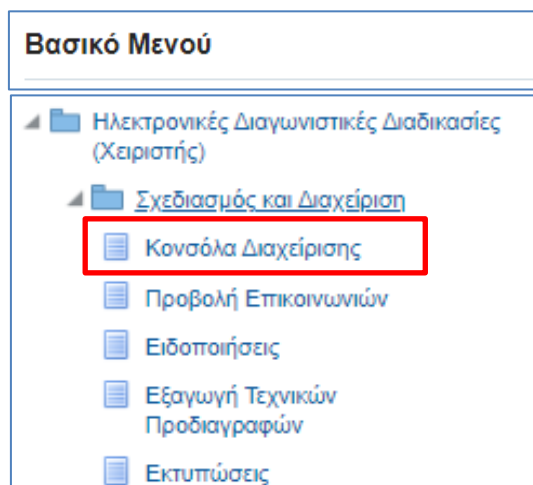 Βασικό Μενού
Ηλεκτρονικές Διαγωνιστικές Διαδικασίες
(Χειριστής)
Σχεδιασμός και Διαχείριση
Κονσόλα Διαχείρισης
Προβολή Επικοινωνιών
Ειδοποιήσεις
Εξαγωγή Τεχνικών
Προδιαγραφών
Εκτυπώσεις